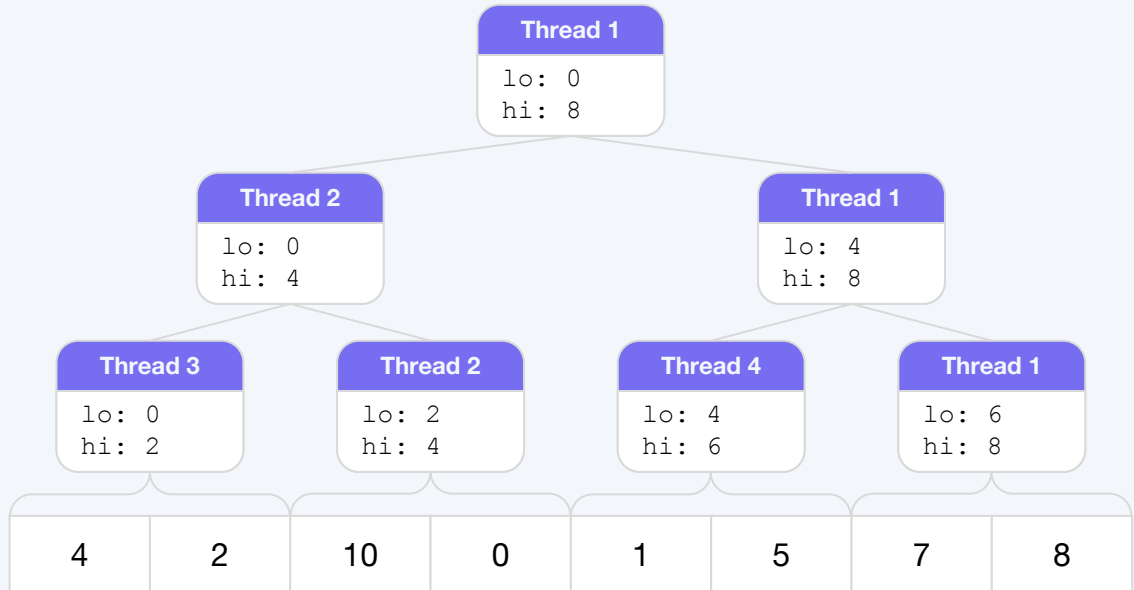 Thread 1
lo: 0
hi: 8
Thread 2
lo: 0
hi: 4
Thread 1
lo: 4
hi: 8
Thread 3
lo: 0
hi: 2
Thread 2
lo: 2
hi: 4
Thread 4
lo: 4
hi: 6
Thread 1
lo: 6
hi: 8
4 2 10 0 1 5 7 8